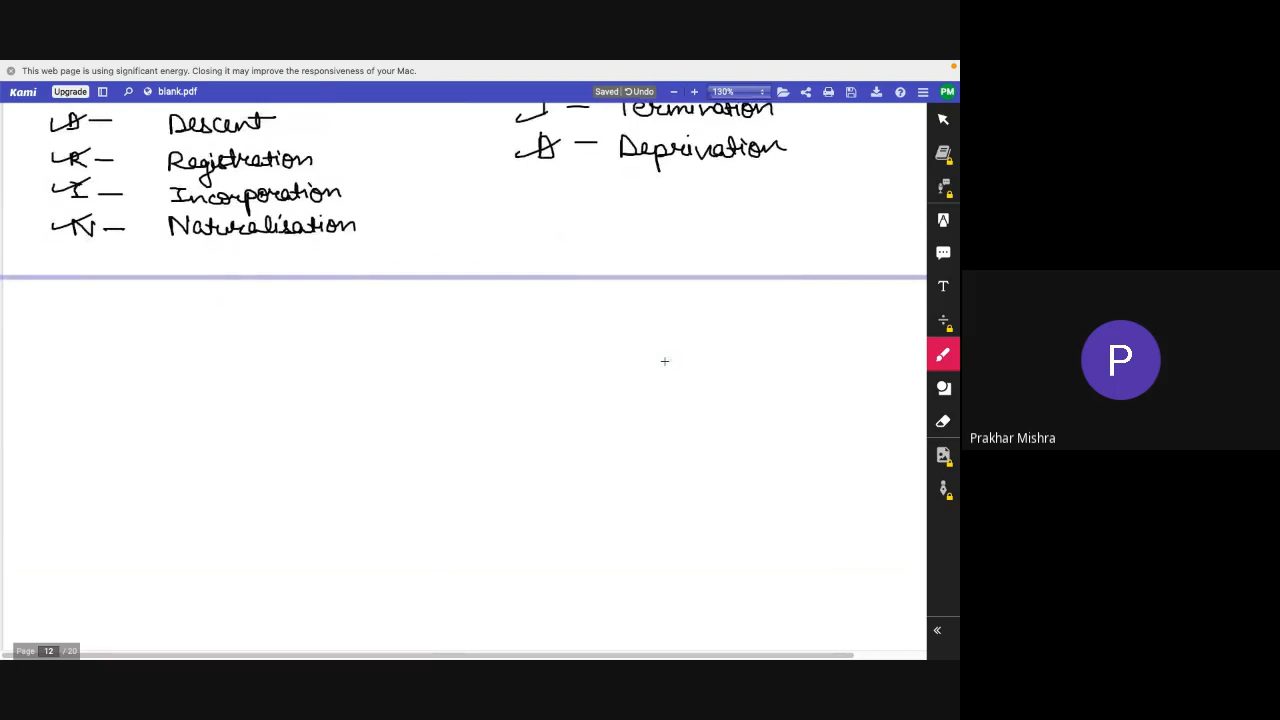 This web page is using significant energy. Closing it may improve the responsiveness of your Mac.
Kami Upgrade blank.pdf Saved Undo 130% PM
D — Descent
R — Registration
I — Incorporation
N — Naturalisation
T — Termination
D — Deprivation
T
P
Prakhar Mishra
Page 12 / 20